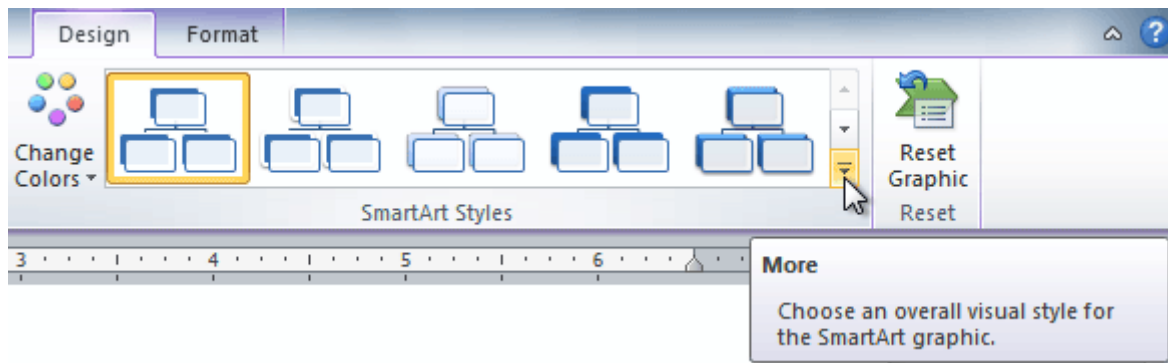 Design Format
?
Change
Colors
Reset
Graphic
SmartArt Styles
Reset
3 4 5 6
More
Choose an overall visual style for
the SmartArt graphic.